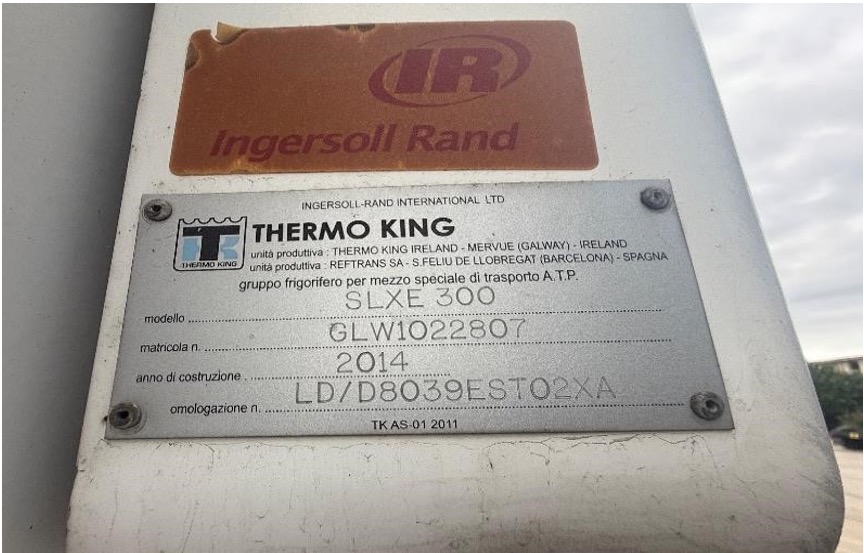 IR
Ingersoll Rand
INGERSOLL-RAND INTERNATIONAL LTD
THERMO KING
THERMO KING
unità produttiva : THERMO KING IRELAND - MERVUE (GALWAY) - IRELAND
unità produttiva : REFTRANS SA - S.FELIU DE LLOBREGAT (BARCELONA) - SPAGNA
gruppo frigorifero per mezzo speciale di trasporto A.T.P.
modello SLXE 300
matricola n. GLW1022807
anno di costruzione 2014
omologazione n. LD/D8039EST02XA
TK AS-01 2011